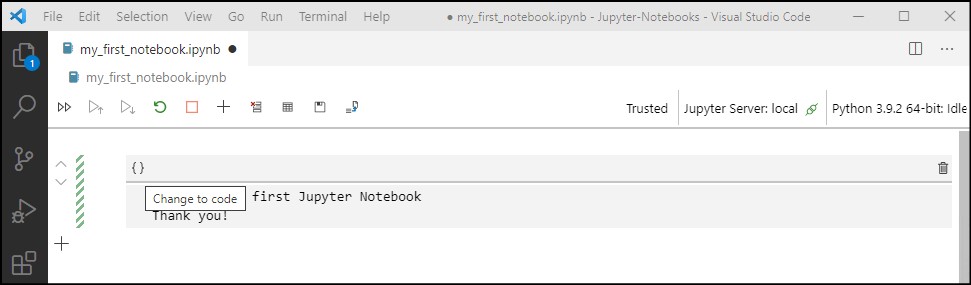 File Edit Selection View Go Run Terminal Help ● my_first_notebook.ipynb - Jupyter-Notebooks - Visual Studio Code
my_first_notebook.ipynb ●
1
my_first_notebook.ipynb
Trusted Jupyter Server: local Python 3.9.2 64-bit: Idle
{}
Change to code
first Jupyter Notebook
Thank you!